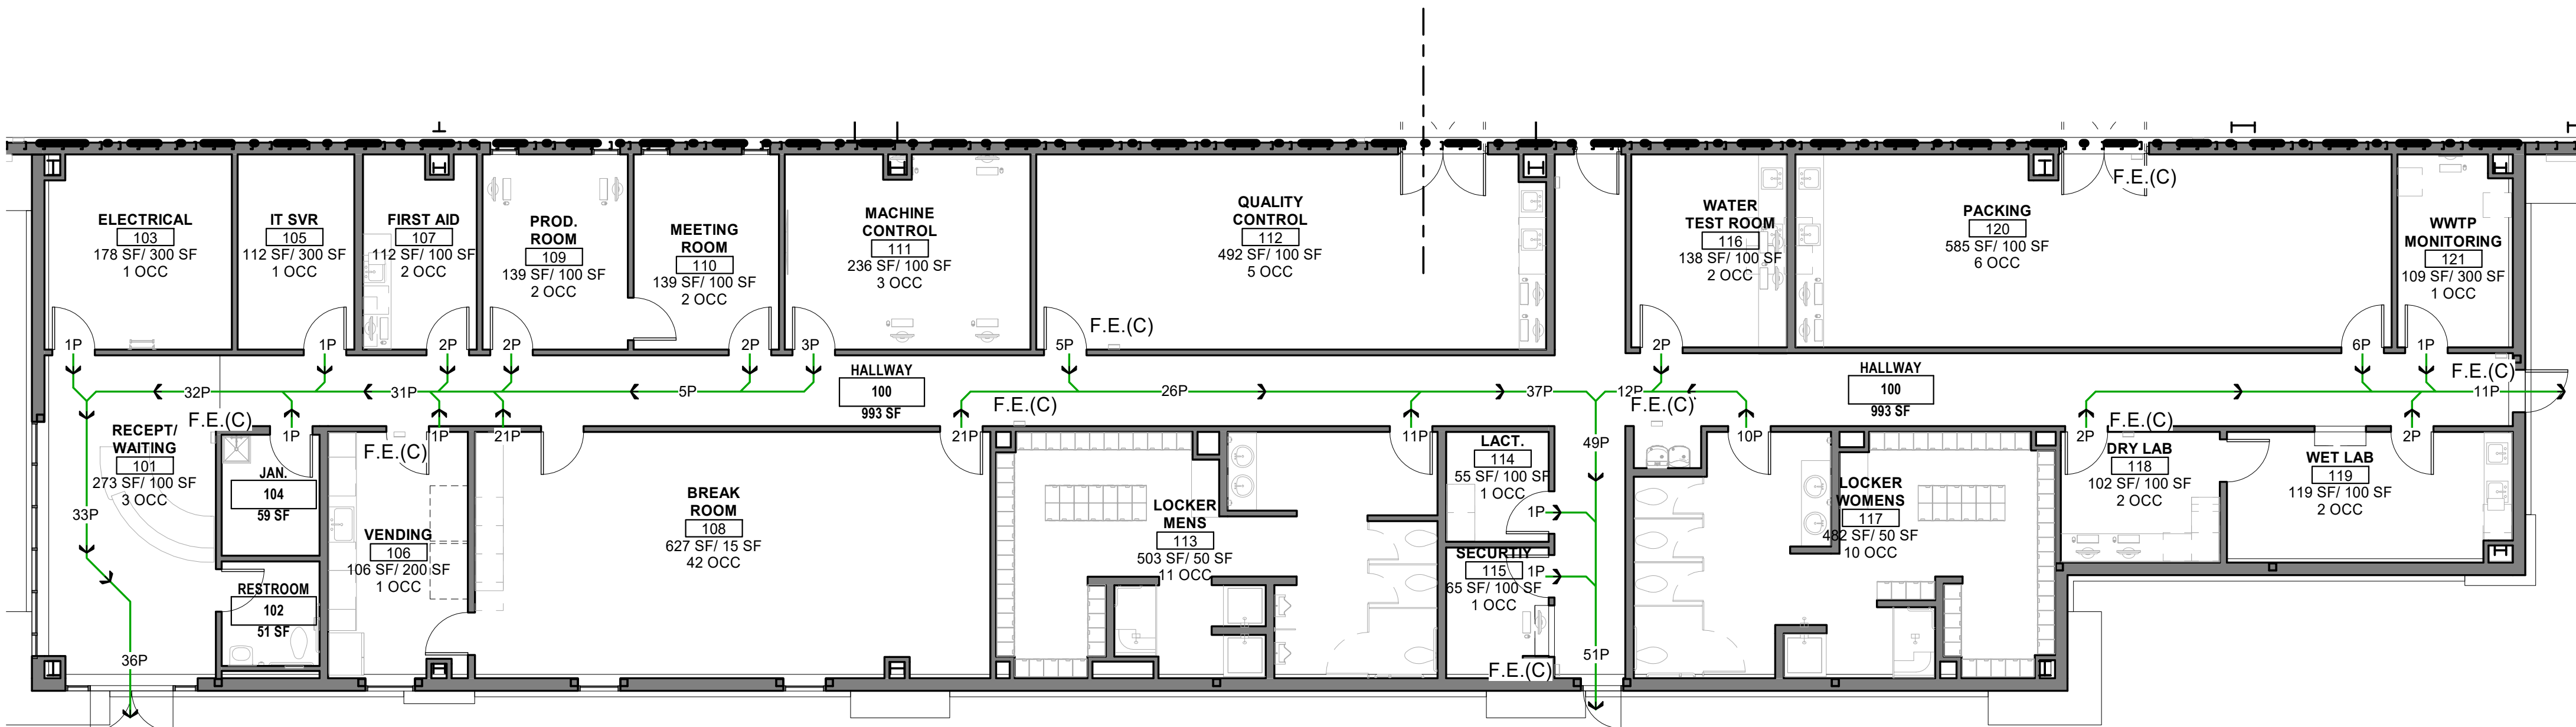 ELECTRICAL
103
178 SF/ 300 SF
1 OCC
IT SVR
105
112 SF/ 300 SF
1 OCC
FIRST AID
107
112 SF/ 100 SF
2 OCC
PROD.
ROOM
109
139 SF/ 100 SF
2 OCC
MEETING
ROOM
110
139 SF/ 100 SF
2 OCC
MACHINE
CONTROL
111
236 SF/ 100 SF
3 OCC
QUALITY
CONTROL
112
492 SF/ 100 SF
5 OCC
F.E.(C)
WATER
TEST ROOM
116
138 SF/ 100 SF
2 OCC
PACKING
120
585 SF/ 100 SF
6 OCC
F.E.(C)
WWTP
MONITORING
121
109 SF/ 300 SF
1 OCC
1P
1P
2P
2P
2P
3P
5P
2P
6P
1P
32P
31P
5P
HALLWAY
100
993 SF
26P
37P
12P
HALLWAY
100
993 SF
F.E.(C)
11P
F.E.(C)
1P
F.E.(C)
1P
21P
F.E.(C)
21P
11P
F.E.(C)
10P
F.E.(C)
2P
2P
RECEPT/
WAITING
101
273 SF/ 100 SF
3 OCC
33P
36P
JAN.
104
59 SF
RESTROOM
102
51 SF
VENDING
106
106 SF/ 200 SF
1 OCC
BREAK
ROOM
108
627 SF/ 15 SF
42 OCC
LOCKER
MENS
113
503 SF/ 50 SF
11 OCC
LACT.
114
55 SF/ 100 SF
1 OCC
1P
SECURTIY
115
65 SF/ 100 SF
1 OCC
1P
F.E.(C)
49P
51P
LOCKER
WOMENS
117
482 SF/ 50 SF
10 OCC
DRY LAB
118
102 SF/ 100 SF
2 OCC
WET LAB
119
119 SF/ 100 SF
2 OCC